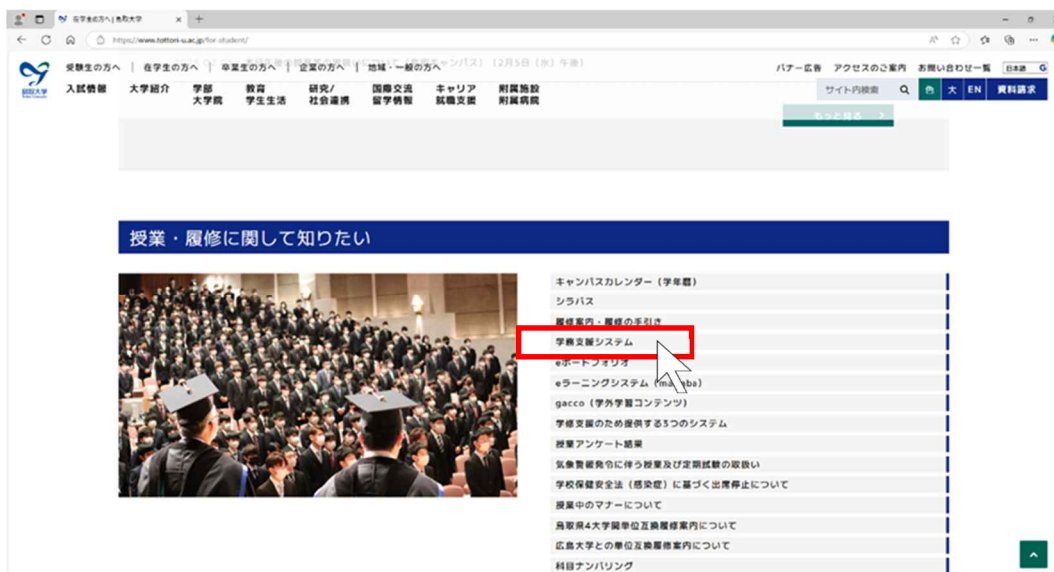 在学生の方へ | 鳥取大学
https://www.tottori-u.ac.jp/for-student/
受験生の方へ | 在学生の方へ | 卒業生の方へ | 企業の方へ | 地域・一般の方へ
(2月5日(水)午後)
バナー広告 アクセスのご案内 お問い合わせ一覧 日本語
鳥取大学
入試情報 大学紹介 学部 大学院 教育 学生生活 研究/ 社会連携 国際交流 留学情報 キャリア 就職支援 附属施設 附属病院
サイト内検索 色 大 EN 資料請求
もっと見る
授業・履修に関して知りたい
キャンパスカレンダー(学年暦)
シラバス
履修案内・履修の手引き
学務支援システム
eポートフォリオ
eラーニングシステム
gacco(学外学習コンテンツ)
学修支援のため提供する3つのシステム
授業アンケート結果
気象警報発令に伴う授業及び定期試験の取扱い
学校保健安全法(感染症)に基づく出席停止について
授業中のマナーについて
鳥取県4大学間単位互換履修案内について
広島大学との単位互換履修案内について
科目ナンバリング